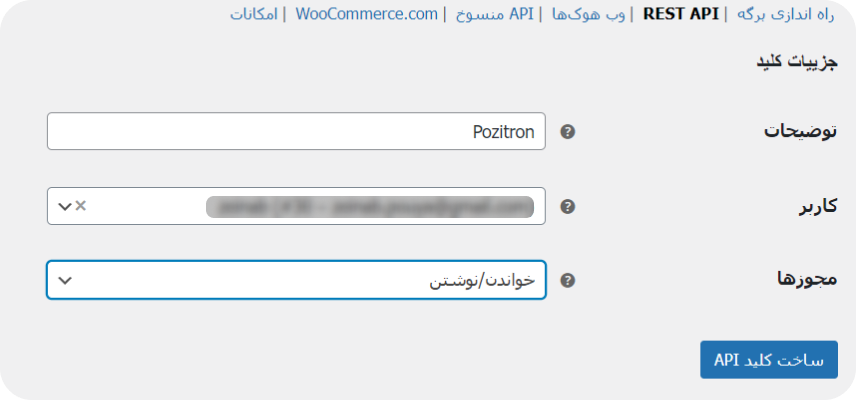 راه اندازی برگه | REST API | وب هوک‌ها | API منسوخ | WooCommerce.com | امکانات
جزییات کلید
توضیحات
Pozitron
کاربر
مجوزها
خواندن/نوشتن
ساخت کلید API